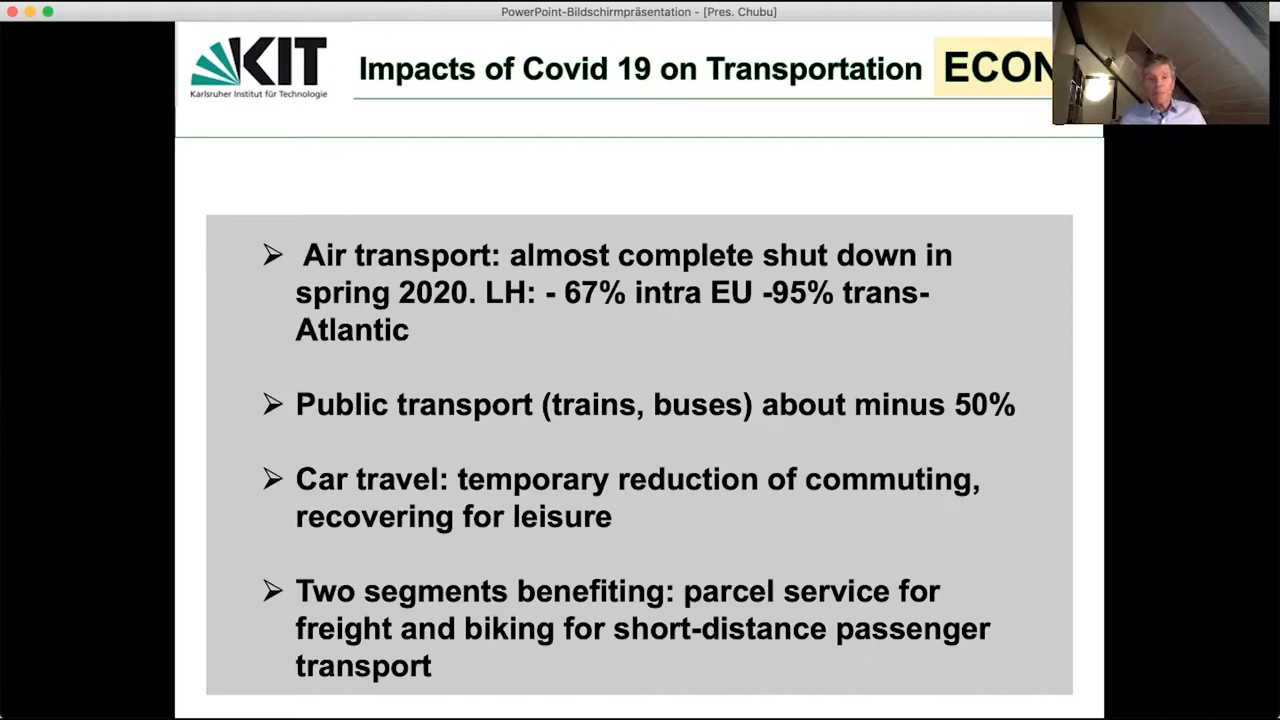 PowerPoint-Bildschirmpräsentation - [Pres. Chubu]
KIT
Karlsruher Institut für Technologie
Impacts of Covid 19 on Transportation
ECON
➢ Air transport: almost complete shut down in
spring 2020. LH: - 67% intra EU -95% trans-
Atlantic
➢ Public transport (trains, buses) about minus 50%
➢ Car travel: temporary reduction of commuting,
recovering for leisure
➢ Two segments benefiting: parcel service for
freight and biking for short-distance passenger
transport